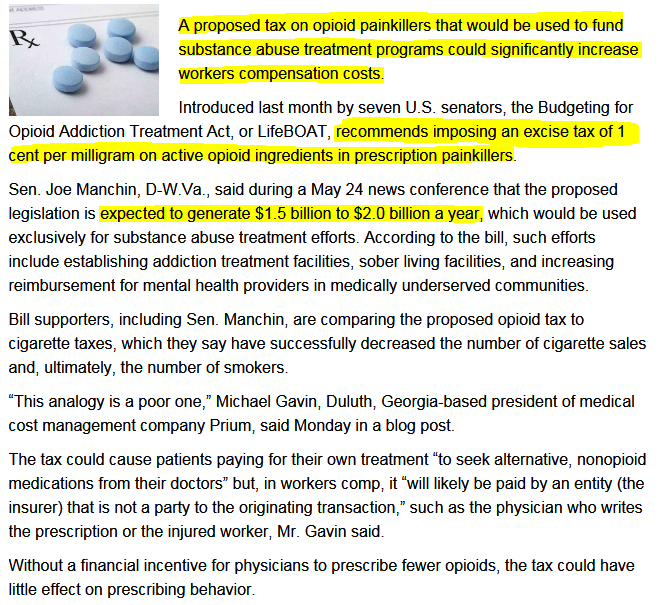 A proposed tax on opioid painkillers that would be used to fund
substance abuse treatment programs could significantly increase
workers compensation costs.
Introduced last month by seven U.S. senators, the Budgeting for
Opioid Addiction Treatment Act, or LifeBOAT, recommends imposing an excise tax of 1
cent per milligram on active opioid ingredients in prescription painkillers.
Sen. Joe Manchin, D-W.Va., said during a May 24 news conference that the proposed
legislation is expected to generate $1.5 billion to $2.0 billion a year, which would be used
exclusively for substance abuse treatment efforts. According to the bill, such efforts
include establishing addiction treatment facilities, sober living facilities, and increasing
reimbursement for mental health providers in medically underserved communities.
Bill supporters, including Sen. Manchin, are comparing the proposed opioid tax to
cigarette taxes, which they say have successfully decreased the number of cigarette sales
and, ultimately, the number of smokers.
“This analogy is a poor one,” Michael Gavin, Duluth, Georgia-based president of medical
cost management company Prium, said Monday in a blog post.
The tax could cause patients paying for their own treatment “to seek alternative, nonopioid
medications from their doctors” but, in workers comp, it “will likely be paid by an entity (the
insurer) that is not a party to the originating transaction,” such as the physician who writes
the prescription or the injured worker, Mr. Gavin said.
Without a financial incentive for physicians to prescribe fewer opioids, the tax could have
little effect on prescribing behavior.